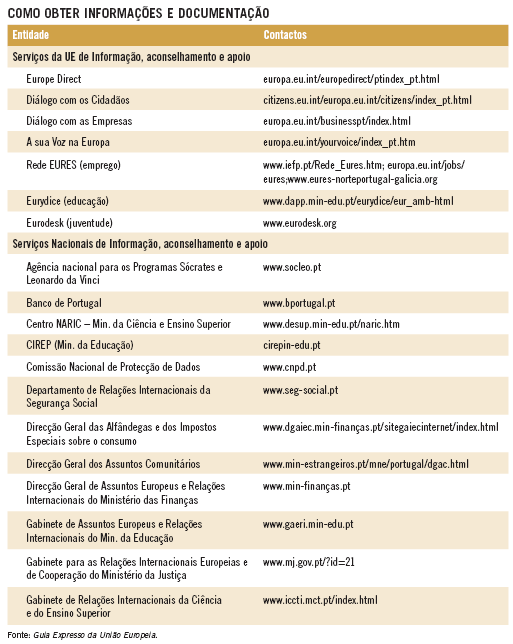 COMO OBTER INFORMAÇÕES E DOCUMENTAÇÃO
Entidade Contactos
Serviços da UE de Informação, aconselhamento e apoio
Europe Direct europa.eu.int/europedirect/ptindex_pt.html
Diálogo com os Cidadãos citizens.eu.int/europa.eu.int/citizens/index_pt.html
Diálogo com as Empresas europa.eu.int/businesspt/index.html
A sua Voz na Europa europa.eu.int/yourvoice/index_pt.htm
Rede EURES (emprego) www.iefp.pt/Rede_Eures.htm; europa.eu.int/jobs/
eures;www.eures-norteportugal-galicia.org
Eurydice (educação) www.dapp.min-edu.pt/eurydice/eur_amb-html
Eurodesk (juventude) www.eurodesk.org
Serviços Nacionais de Informação, aconselhamento e apoio
Agência nacional para os Programas Sócrates e www.socleo.pt
Leonardo da Vinci
Banco de Portugal www.bportugal.pt
Centro NARIC – Min. da Ciência e Ensino Superior www.desup.min-edu.pt/naric.htm
CIREP (Min. da Educação) cirepin-edu.pt
Comissão Nacional de Protecção de Dados www.cnpd.pt
Departamento de Relações Internacionais da www.seg-social.pt
Segurança Social
Direcção Geral das Alfândegas e dos Impostos www.dgaiec.min-finanças.pt/sitegaiecinternet/index.html
Especiais sobre o consumo
Direcção Geral dos Assuntos Comunitários www.min-estrangeiros.pt/mne/portugal/dgac.html
Direcção Geral de Assuntos Europeus e Relações www.min-finanças.pt
Internacionais do Ministério das Finanças
Gabinete de Assuntos Europeus e Relações www.gaeri.min-edu.pt
Internacionais do Min. da Educação
Gabinete para as Relações Internacionais Europeias e www.mj.gov.pt/?id=21
de Cooperação do Ministério da Justiça
Gabinete de Relações Internacionais da Ciência www.iccti.mct.pt/index.html
e do Ensino Superior
Fonte: Guia Expresso da União Europeia.